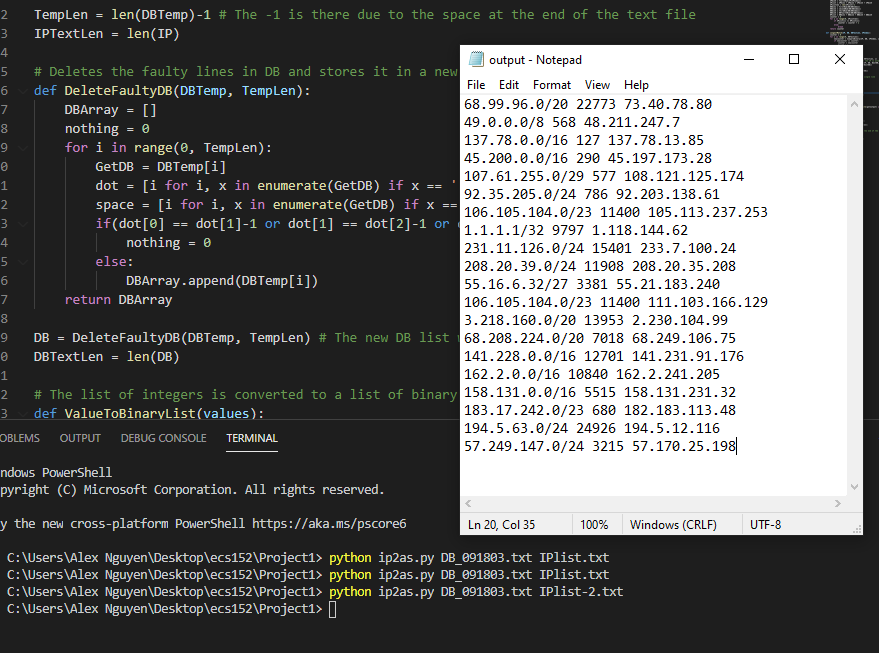 2 TempLen = len(DBTemp)-1 # The -1 is there due to the space at the end of the text file
3 IPTextLen = len(IP)
4
5 # Deletes the faulty lines in DB and stores it in a new
6 def DeleteFaultyDB(DBTemp, TempLen):
7 DBArray = []
8 nothing = 0
9 for i in range(0, TempLen):
0 GetDB = DBTemp[i]
1 dot = [i for i, x in enumerate(GetDB) if x == '
2 space = [i for i, x in enumerate(GetDB) if x ==
3 if(dot[0] == dot[1]-1 or dot[1] == dot[2]-1 or
4 nothing = 0
5 else:
6 DBArray.append(DBTemp[i])
7 return DBArray
8
9 DB = DeleteFaultyDB(DBTemp, TempLen) # The new DB list
0 DBTextLen = len(DB)
1
2 # The list of integers is converted to a list of binary
3 def ValueToBinaryList(values):
output - Notepad
File Edit Format View Help
68.99.96.0/20 22773 73.40.78.80
49.0.0.0/8 568 48.211.247.7
137.78.0.0/16 127 137.78.13.85
45.200.0.0/16 290 45.197.173.28
107.61.255.0/29 577 108.121.125.174
92.35.205.0/24 786 92.203.138.61
106.105.104.0/23 11400 105.113.237.253
1.1.1.1/32 9797 1.118.144.62
231.11.126.0/24 15401 233.7.100.24
208.20.39.0/24 11908 208.20.35.208
55.16.6.32/27 3381 55.21.183.240
106.105.104.0/23 11400 111.103.166.129
3.218.160.0/20 13953 2.230.104.99
68.208.224.0/20 7018 68.249.106.75
141.228.0.0/16 12701 141.231.91.176
162.2.0.0/16 10840 162.2.241.205
158.131.0.0/16 5515 158.131.231.32
183.17.242.0/23 680 182.183.113.48
194.5.63.0/24 24926 194.5.12.116
57.249.147.0/24 3215 57.170.25.198
Ln 20, Col 35 100% Windows (CRLF) UTF-8
OBLEMS OUTPUT DEBUG CONSOLE TERMINAL
ndows PowerShell
pyright (C) Microsoft Corporation. All rights reserved.
y the new cross-platform PowerShell https://aka.ms/pscore6
C:\Users\Alex Nguyen\Desktop\ecs152\Project1> python ip2as.py DB_091803.txt IPlist.txt
C:\Users\Alex Nguyen\Desktop\ecs152\Project1> python ip2as.py DB_091803.txt IPlist.txt
C:\Users\Alex Nguyen\Desktop\ecs152\Project1> python ip2as.py DB_091803.txt IPlist-2.txt
C:\Users\Alex Nguyen\Desktop\ecs152\Project1>